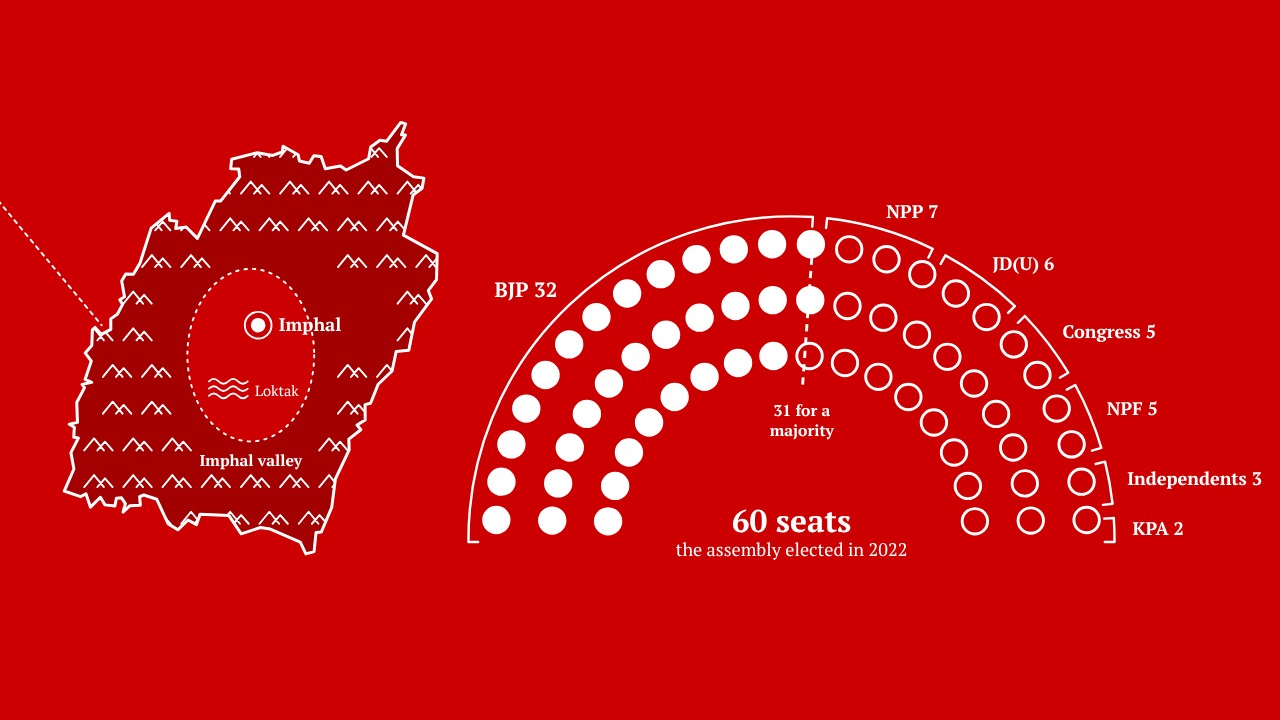 Imphal
Loktak
Imphal valley
BJP 32
NPP 7
JD(U) 6
Congress 5
NPF 5
Independents 3
KPA 2
31 for a
majority
60 seats
the assembly elected in 2022